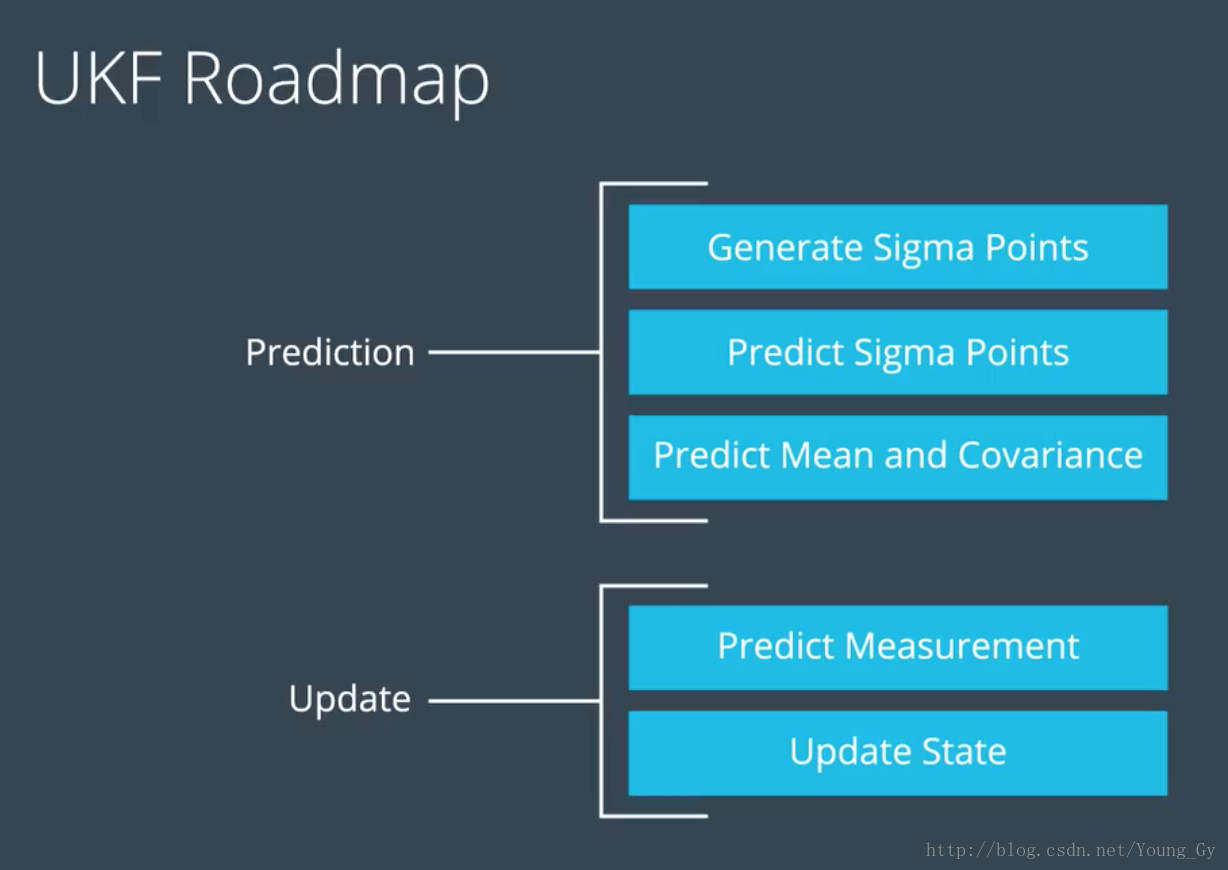 UKF Roadmap
Prediction
Generate Sigma Points
Predict Sigma Points
Predict Mean and Covariance
Update
Predict Measurement
Update State
http://blog.csdn.net/Young_Gy